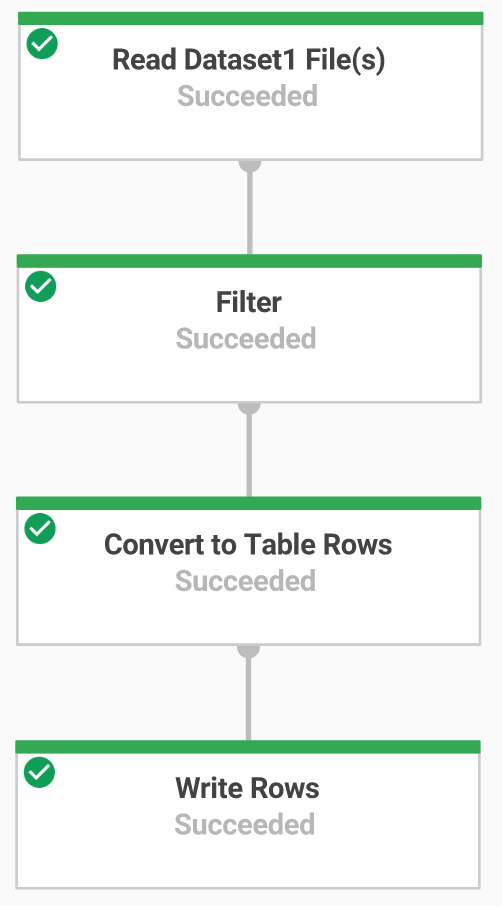 Read Dataset1 File(s)
Succeeded
Filter
Succeeded
Convert to Table Rows
Succeeded
Write Rows
Succeeded